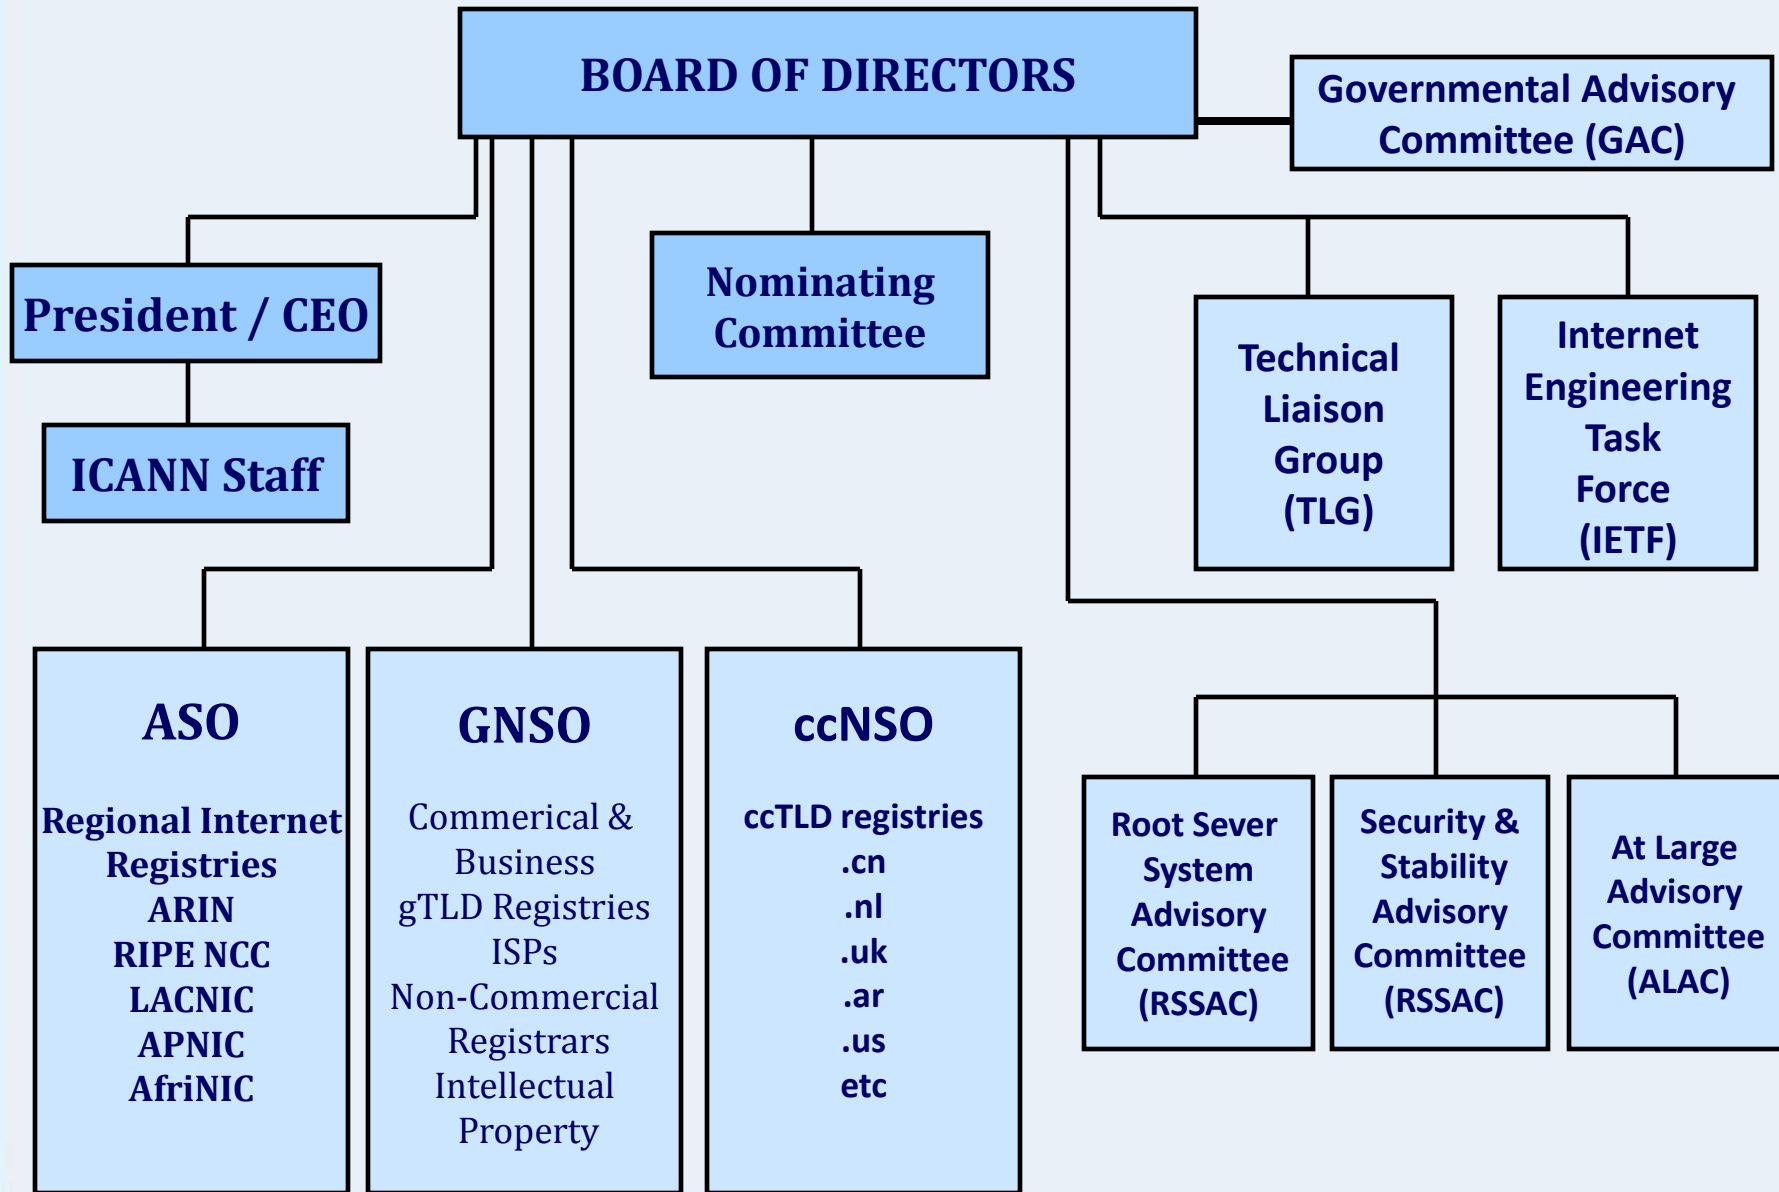 BOARD OF DIRECTORS
Governmental Advisory
Committee (GAC)
President / CEO
ICANN Staff
Nominating
Committee
Technical
Liaison
Group
(TLG)
Internet
Engineering
Task
Force
(IETF)
ASO
Regional Internet
Registries
ARIN
RIPE NCC
LACNIC
APNIC
AfriNIC
GNSO
Commerical &
Business
gTLD Registries
ISPs
Non-Commercial
Registrars
Intellectual
Property
ccNSO
ccTLD registries
.cn
.nl
.uk
.ar
.us
etc
Root Sever
System
Advisory
Committee
(RSSAC)
Security &
Stability
Advisory
Committee
(RSSAC)
At Large
Advisory
Committee
(ALAC)